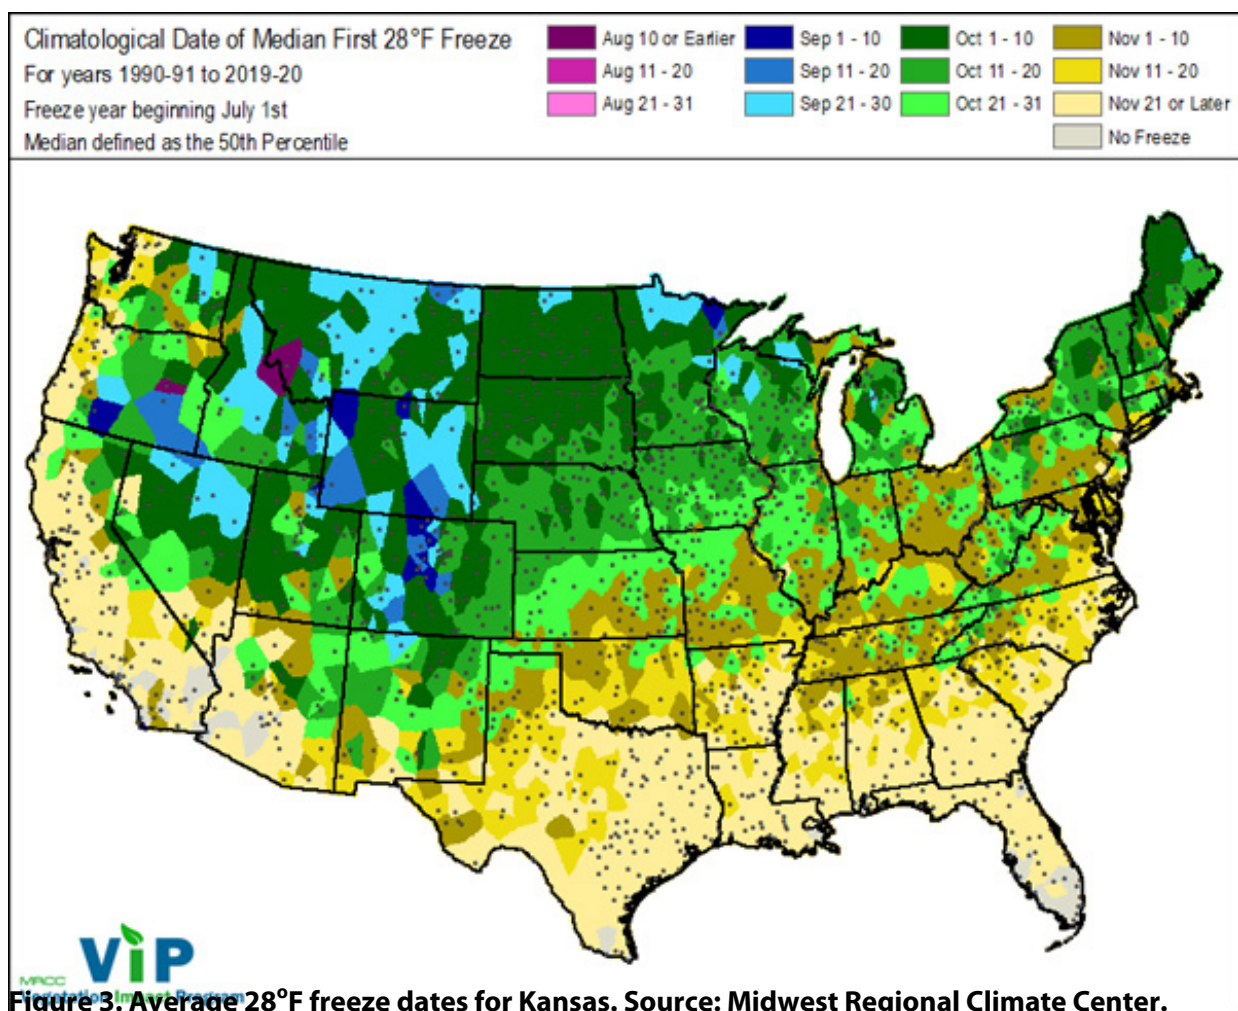 Climatological Date of Median First 28°F Freeze
For years 1990-91 to 2019-20
Freeze year beginning July 1st
Median defined as the 50th Percentile
Aug 10 or Earlier
Aug 11 - 20
Aug 21 - 31
Sep 1 - 10
Sep 11 - 20
Sep 21 - 30
Oct 1 - 10
Oct 11 - 20
Oct 21 - 31
Nov 1 - 10
Nov 11 - 20
Nov 21 or Later
No Freeze
MRCC
ViP
Vegetation Impact Program
Figure 3. Average 28°F freeze dates for Kansas. Source: Midwest Regional Climate Center.